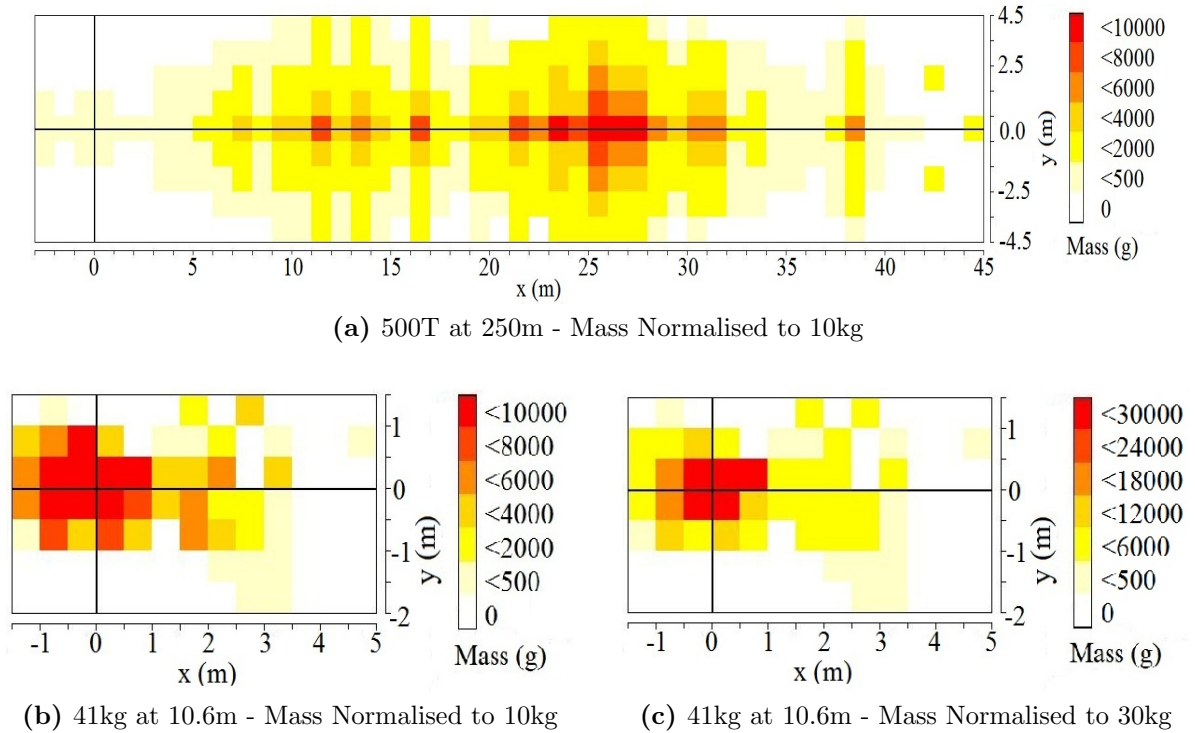 4.5
2.5
0.0
-2.5
-4.5
y (m)
<10000
<8000
<6000
<4000
<2000
<500
0
Mass (g)
0 5 10 15 20 25 30 35 40 45
x (m)
(a) 500T at 250m - Mass Normalised to 10kg
1
0
-1
-2
y (m)
<10000
<8000
<6000
<4000
<2000
<500
0
Mass (g)
-1 0 1 2 3 4 5
x (m)
(b) 41kg at 10.6m - Mass Normalised to 10kg
1
0
-1
-2
y (m)
<30000
<24000
<18000
<12000
<6000
<500
0
Mass (g)
-1 0 1 2 3 4 5
x (m)
(c) 41kg at 10.6m - Mass Normalised to 30kg